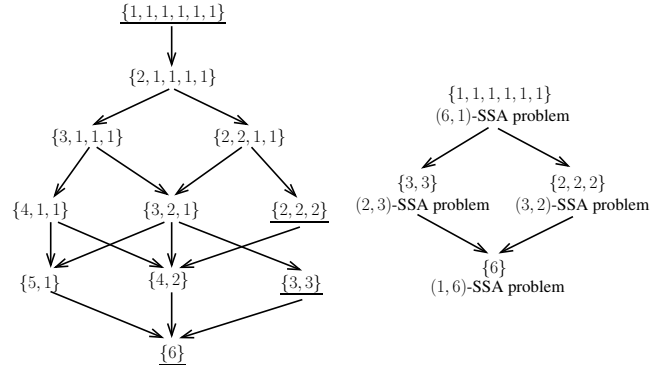 {1, 1, 1, 1, 1, 1}
{2, 1, 1, 1, 1}
{3, 1, 1, 1} {2, 2, 1, 1}
{4, 1, 1} {3, 2, 1} {2, 2, 2}
{5, 1} {4, 2} {3, 3}
{6}
{1, 1, 1, 1, 1, 1}
(6, 1)-SSA problem
{3, 3} {2, 2, 2}
(2, 3)-SSA problem (3, 2)-SSA problem
{6}
(1, 6)-SSA problem